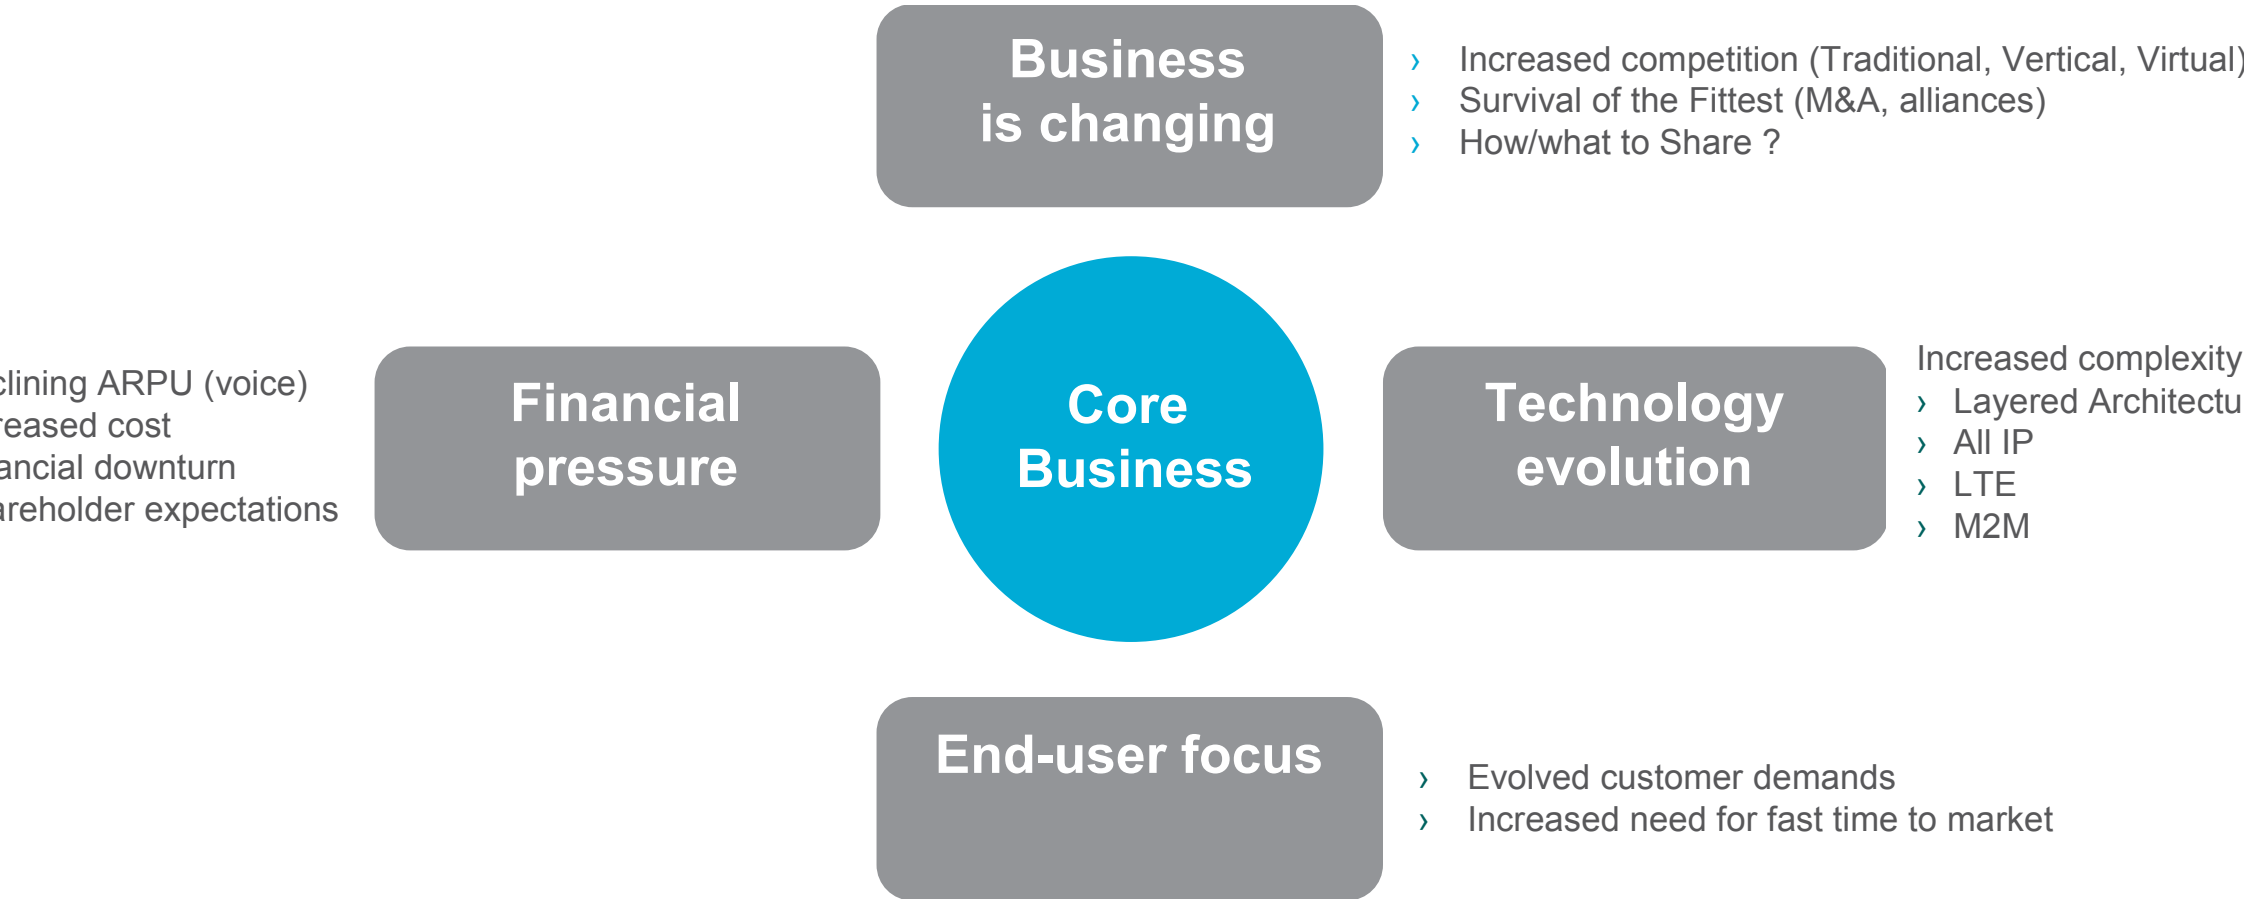 Business
is changing
› Increased competition (Traditional, Vertical, Virtual)
› Survival of the Fittest (M&A, alliances)
› How/what to Share ?
clining ARPU (voice)
reased cost
ancial downturn
areholder expectations
Financial
pressure
Core
Business
Technology
evolution
Increased complexity
› Layered Architectu
› All IP
› LTE
› M2M
End-user focus
› Evolved customer demands
› Increased need for fast time to market